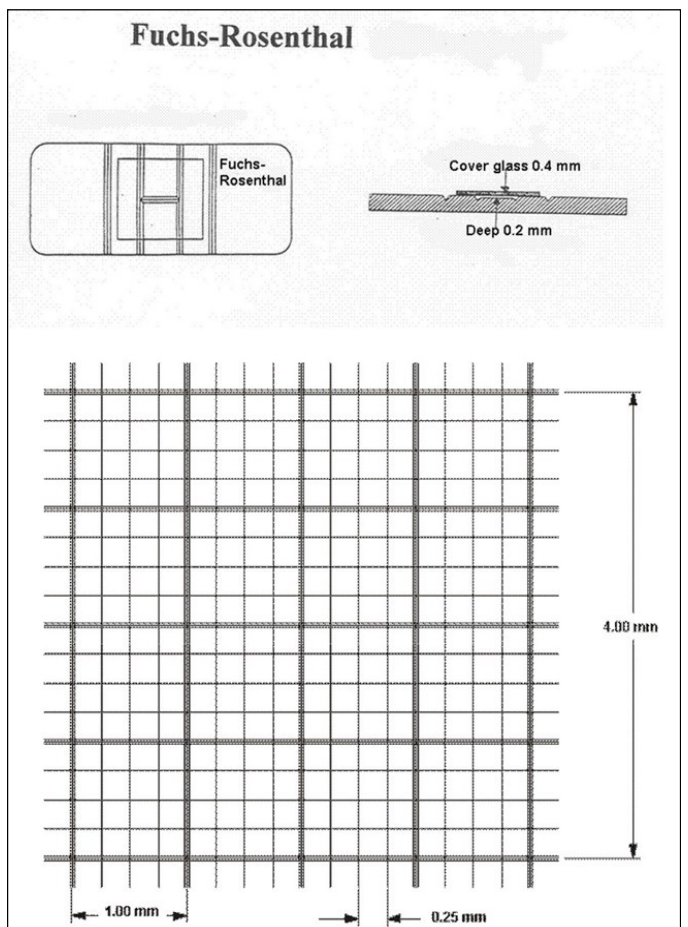 Fuchs-Rosenthal
Fuchs-
Rosenthal
Cover glass 0.4 mm
Deep 0.2 mm
4.00 mm
1.00 mm
0.25 mm